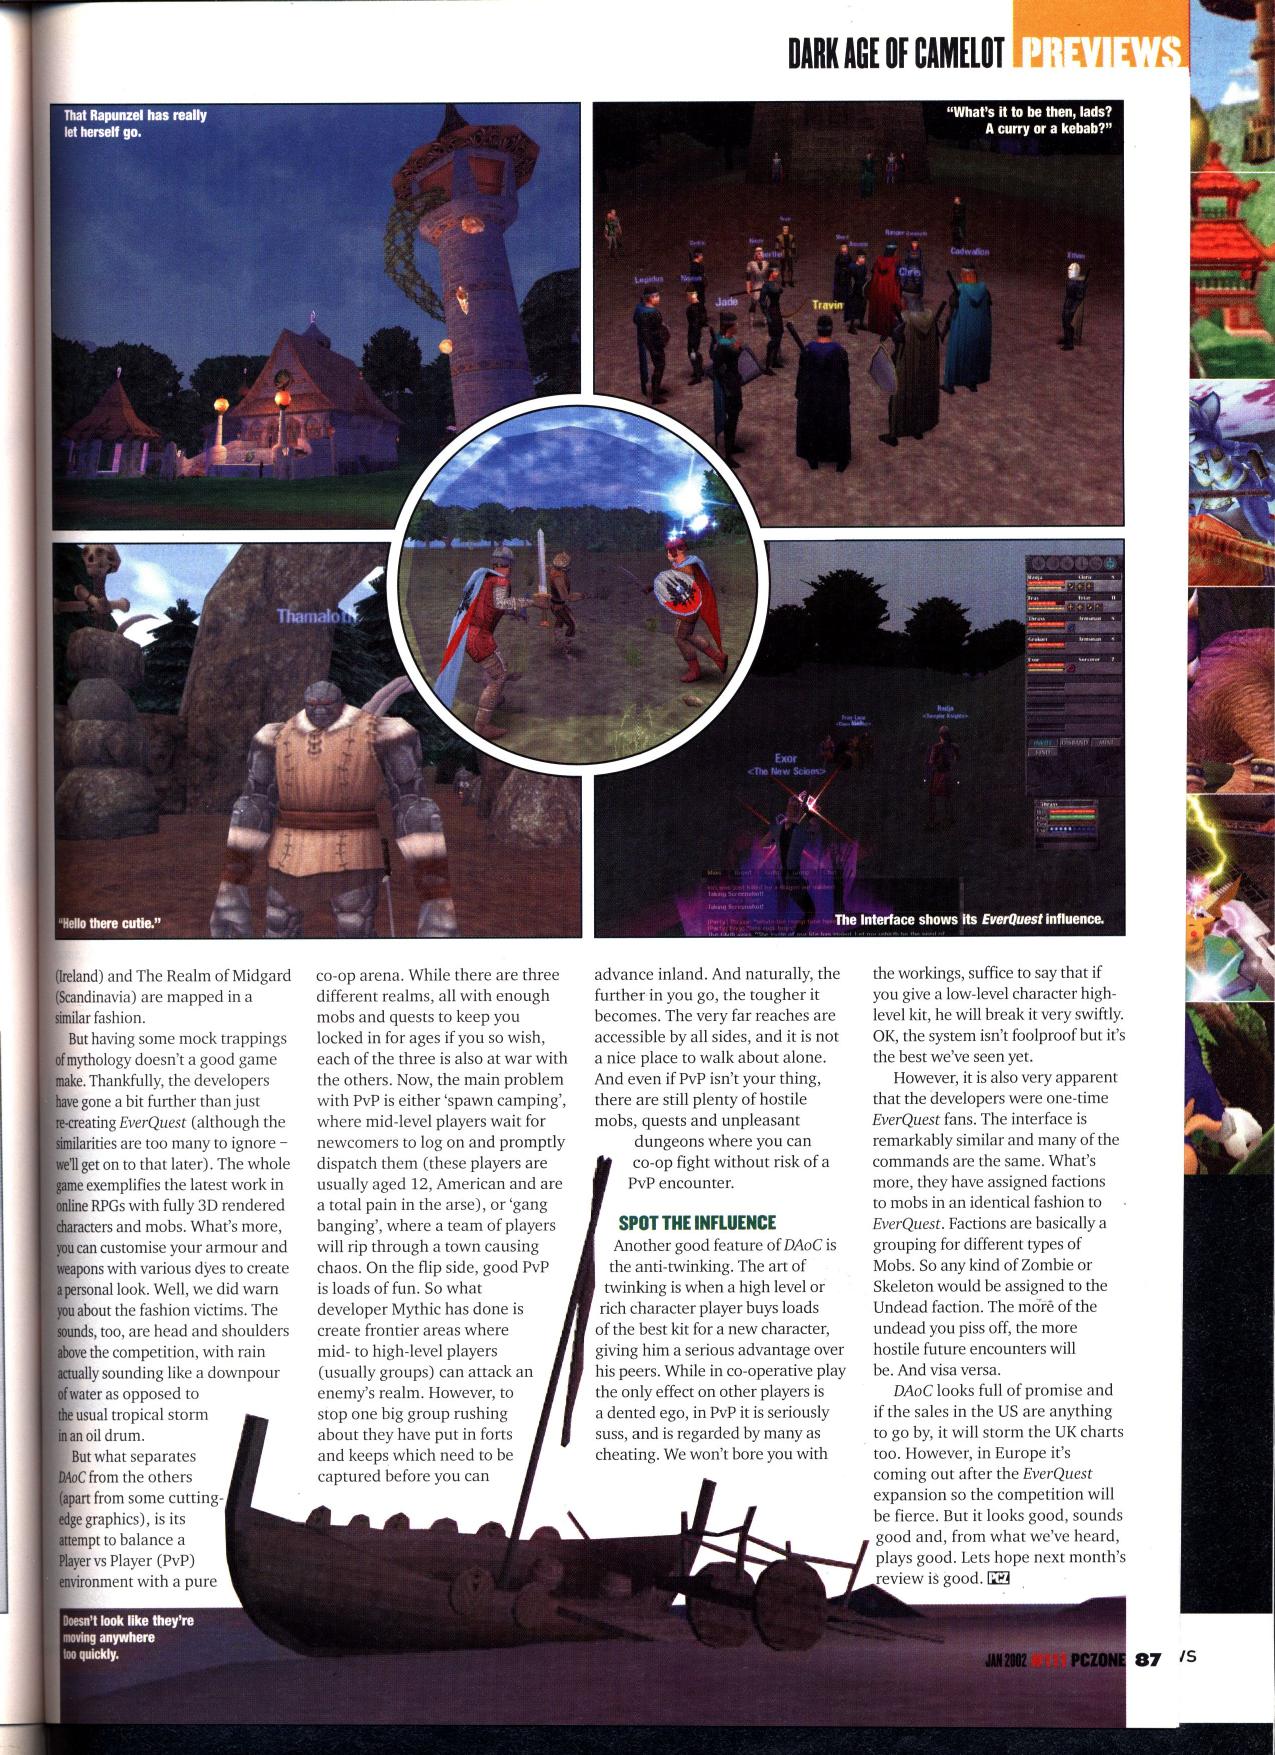 DARK AGE OF CAMELOT PREVIEWS
That Rapunzel has really
let herself go.
"What's it to be then, lads?
A curry or a kebab?"
Legidus
Jade
Travin
Chris
Cadwallon
Ethan
Thamalo
"Hello there cutie."
Exor
<The New Scions>
Radja
<Templar Knights>
Taking Screenshot!
Taking Screenshot!
The Interface shows its EverQuest influence.
(Ireland) and The Realm of Midgard
(Scandinavia) are mapped in a
similar fashion.
But having some mock trappings
of mythology doesn't a good game
make. Thankfully, the developers
have gone a bit further than just
re-creating EverQuest (although the
similarities are too many to ignore –
we'll get on to that later). The whole
game exemplifies the latest work in
online RPGs with fully 3D rendered
characters and mobs. What's more,
you can customise your armour and
weapons with various dyes to create
a personal look. Well, we did warn
you about the fashion victims. The
sounds, too, are head and shoulders
above the competition, with rain
actually sounding like a downpour
of water as opposed to
the usual tropical storm
in an oil drum.
But what separates
DAoC from the others
(apart from some cutting-
edge graphics), is its
attempt to balance a
Player vs Player (PvP)
environment with a pure
co-op arena. While there are three
different realms, all with enough
mobs and quests to keep you
locked in for ages if you so wish,
each of the three is also at war with
the others. Now, the main problem
with PvP is either 'spawn camping',
where mid-level players wait for
newcomers to log on and promptly
dispatch them (these players are
usually aged 12, American and are
a total pain in the arse), or 'gang
banging', where a team of players
will rip through a town causing
chaos. On the flip side, good PvP
is loads of fun. So what
developer Mythic has done is
create frontier areas where
mid- to high-level players
(usually groups) can attack an
enemy's realm. However, to
stop one big group rushing
about they have put in forts
and keeps which need to be
captured before you can
advance inland. And naturally, the
further in you go, the tougher it
becomes. The very far reaches are
accessible by all sides, and it is not
a nice place to walk about alone.
And even if PvP isn't your thing,
there are still plenty of hostile
mobs, quests and unpleasant
dungeons where you can
co-op fight without risk of a
PvP encounter.
SPOT THE INFLUENCE
Another good feature of DAoC is
the anti-twinking. The art of
twinking is when a high level or
rich character player buys loads
of the best kit for a new character,
giving him a serious advantage over
his peers. While in co-operative play
the only effect on other players is
a dented ego, in PvP it is seriously
suss, and is regarded by many as
cheating. We won't bore you with
the workings, suffice to say that if
you give a low-level character high-
level kit, he will break it very swiftly.
OK, the system isn't foolproof but it's
the best we've seen yet.
However, it is also very apparent
that the developers were one-time
EverQuest fans. The interface is
remarkably similar and many of the
commands are the same. What's
more, they have assigned factions
to mobs in an identical fashion to
EverQuest. Factions are basically a
grouping for different types of
Mobs. So any kind of Zombie or
Skeleton would be assigned to the
Undead faction. The more of the
undead you piss off, the more
hostile future encounters will
be. And visa versa.
DAoC looks full of promise and
if the sales in the US are anything
to go by, it will storm the UK charts
too. However, in Europe it's
coming out after the EverQuest
expansion so the competition will
be fierce. But it looks good, sounds
good and, from what we've heard,
plays good. Lets hope next month's
review is good. PCZ
Doesn't look like they're
moving anywhere
too quickly.
JAN 2002 #111 PCZONE 87